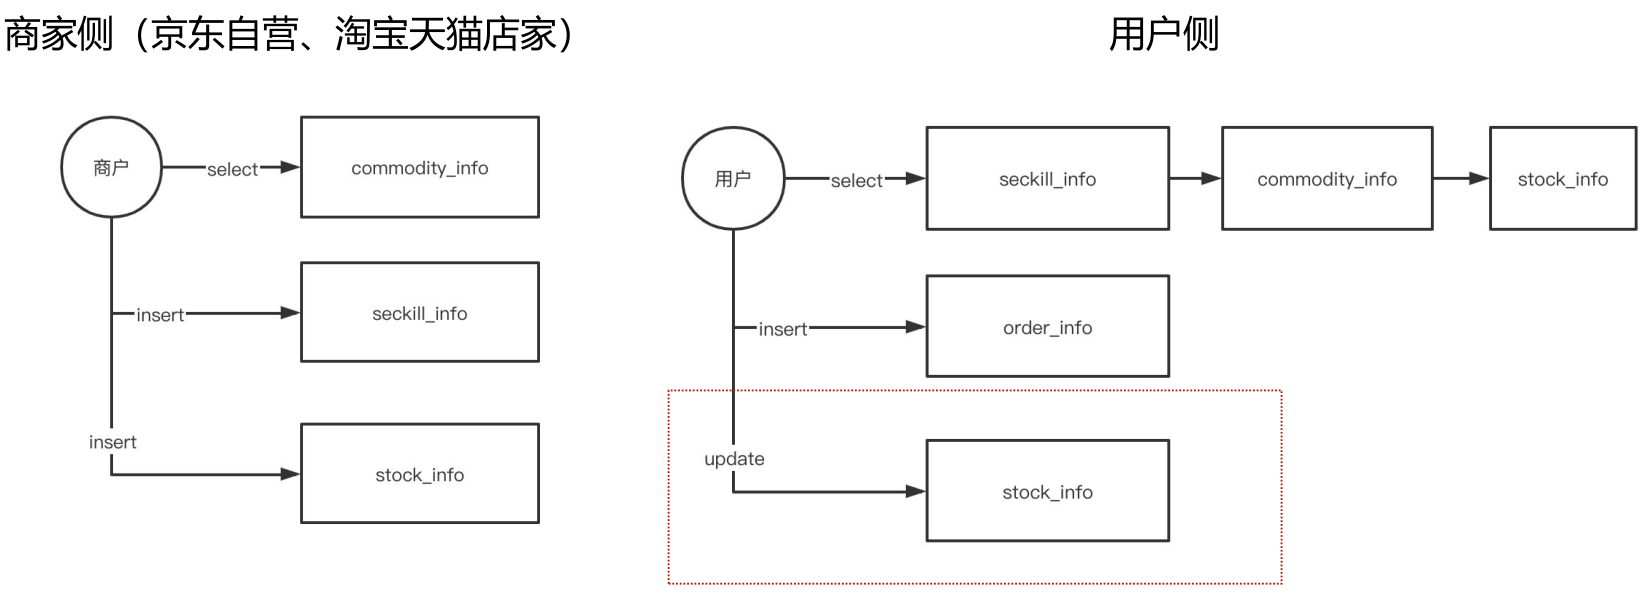 商家侧（京东自营、淘宝天猫店家）
商户
select
commodity_info
insert
seckill_info
insert
stock_info
用户侧
用户
select
seckill_info
commodity_info
stock_info
insert
order_info
update
stock_info